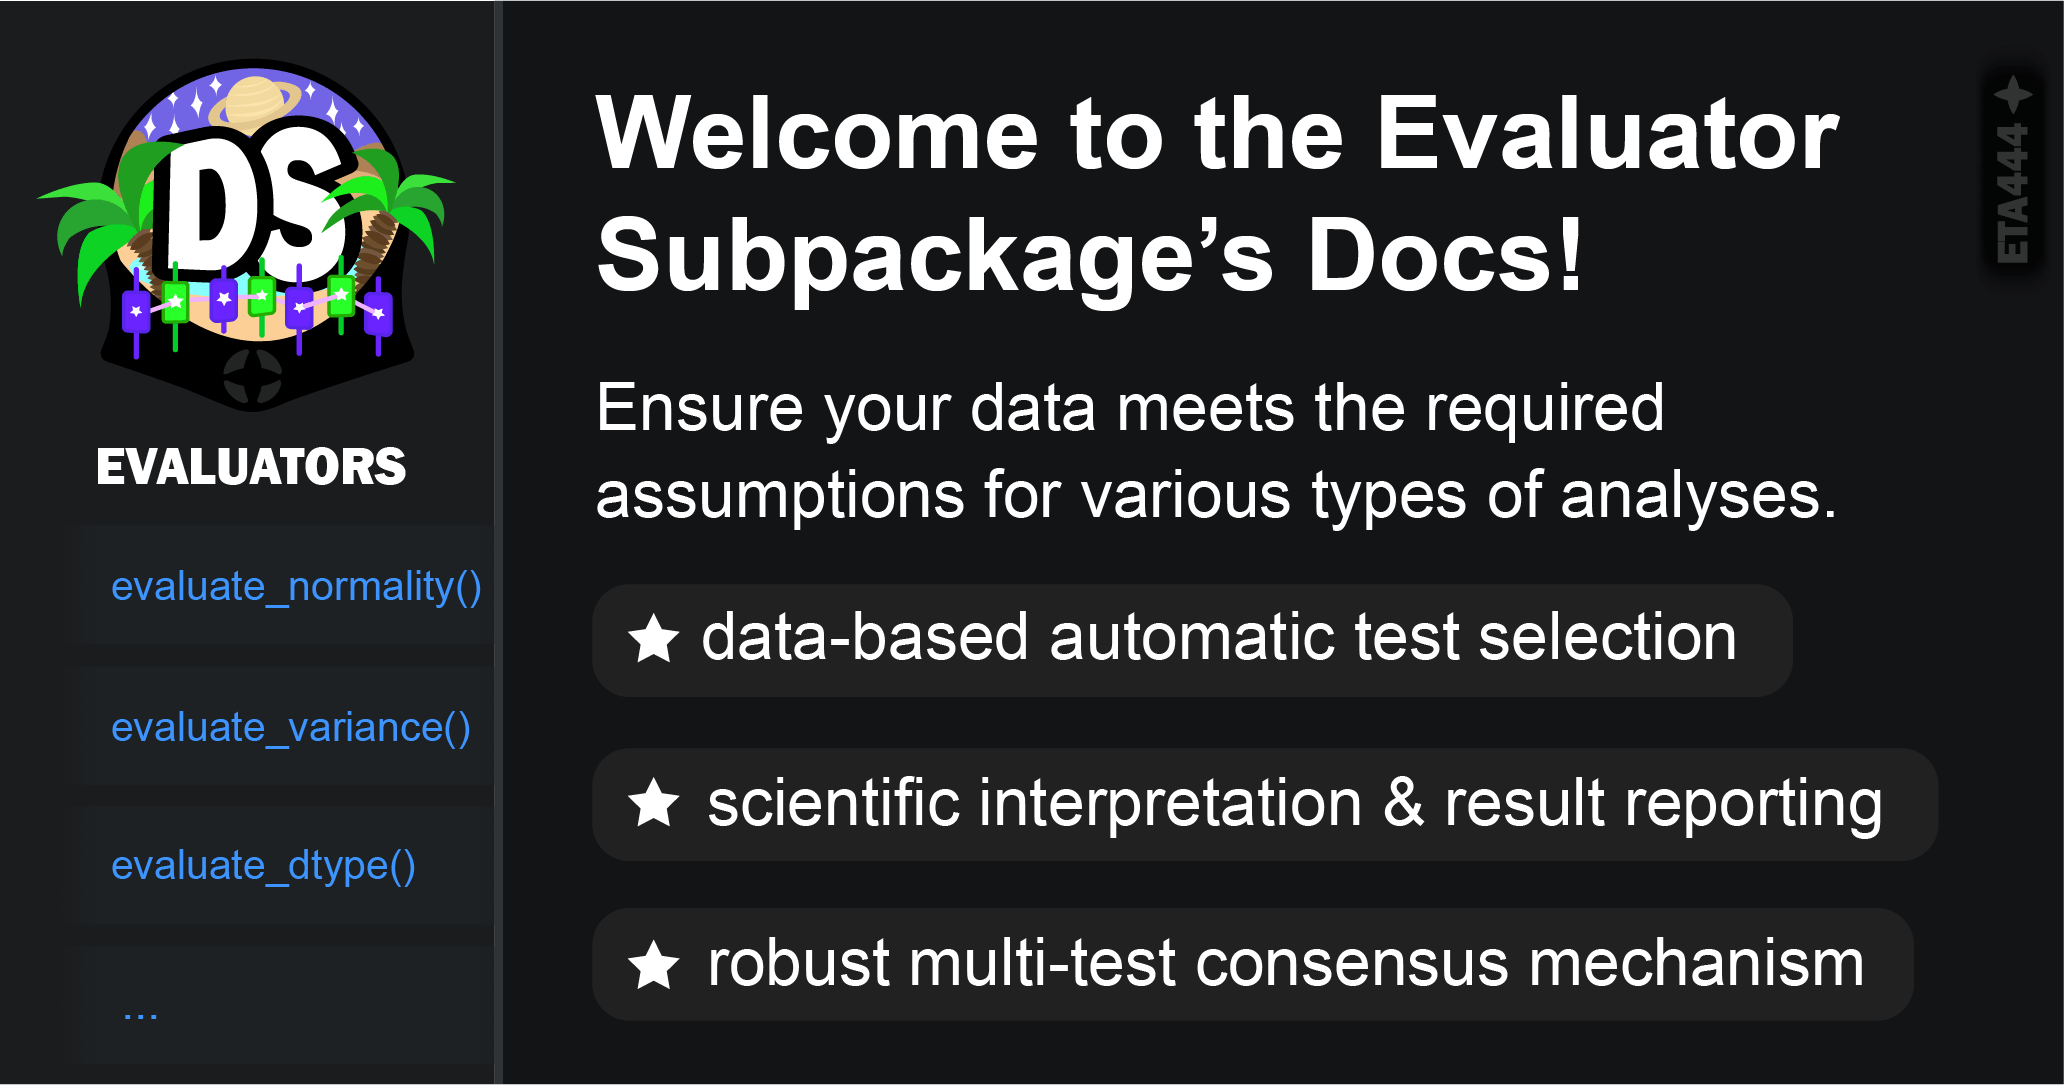 DS
EVALUATORS
evaluate_normality()
evaluate_variance()
evaluate_dtype()
...
Welcome to the Evaluator
Subpackage’s Docs!
Ensure your data meets the required
assumptions for various types of analyses.
data-based automatic test selection
scientific interpretation & result reporting
robust multi-test consensus mechanism
ETA444